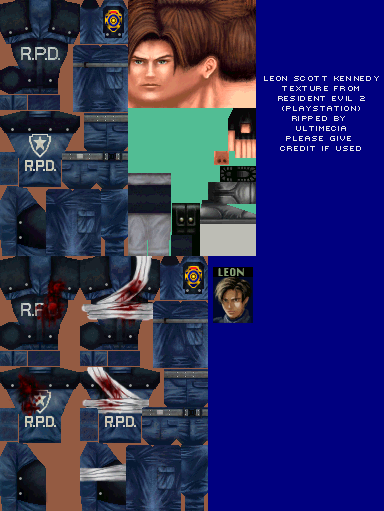 R.P.D.
LEON SCOTT KENNEDY
TEXTURE FROM
RESIDENT EVIL 2
(PLAYSTATION)
RIPPED BY
ULTIMECIA
PLEASE GIVE
CREDIT IF USED
R.P.D.
LEON
R.P.D.
R.P.D.